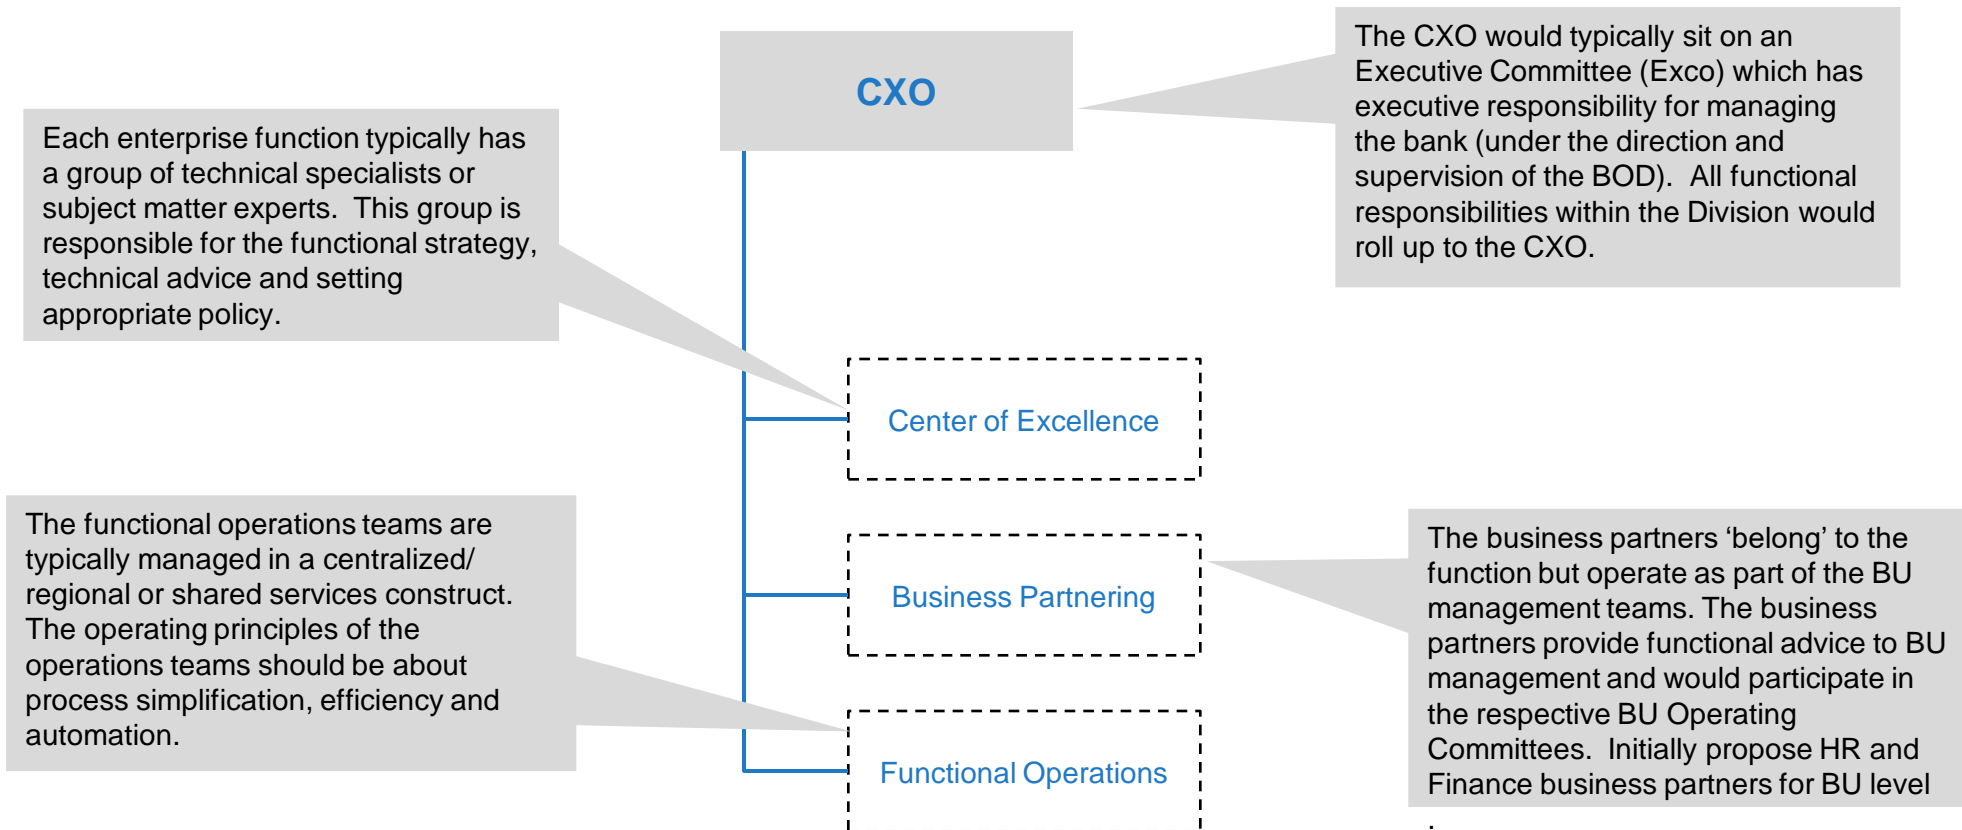 CXO
The CXO would typically sit on an
Executive Committee (Exco) which has
executive responsibility for managing
the bank (under the direction and
supervision of the BOD).  All functional
responsibilities within the Division would
roll up to the CXO.
Each enterprise function typically has
a group of technical specialists or
subject matter experts.  This group is
responsible for the functional strategy,
technical advice and setting
appropriate policy.
Center of Excellence
The functional operations teams are
typically managed in a centralized/
regional or shared services construct.
The operating principles of the
operations teams should be about
process simplification, efficiency and
automation.
Business Partnering
The business partners ‘belong’ to the
function but operate as part of the BU
management teams. The business
partners provide functional advice to BU
management and would participate in
the respective BU Operating
Committees.  Initially propose HR and
Finance business partners for BU level
.
Functional Operations